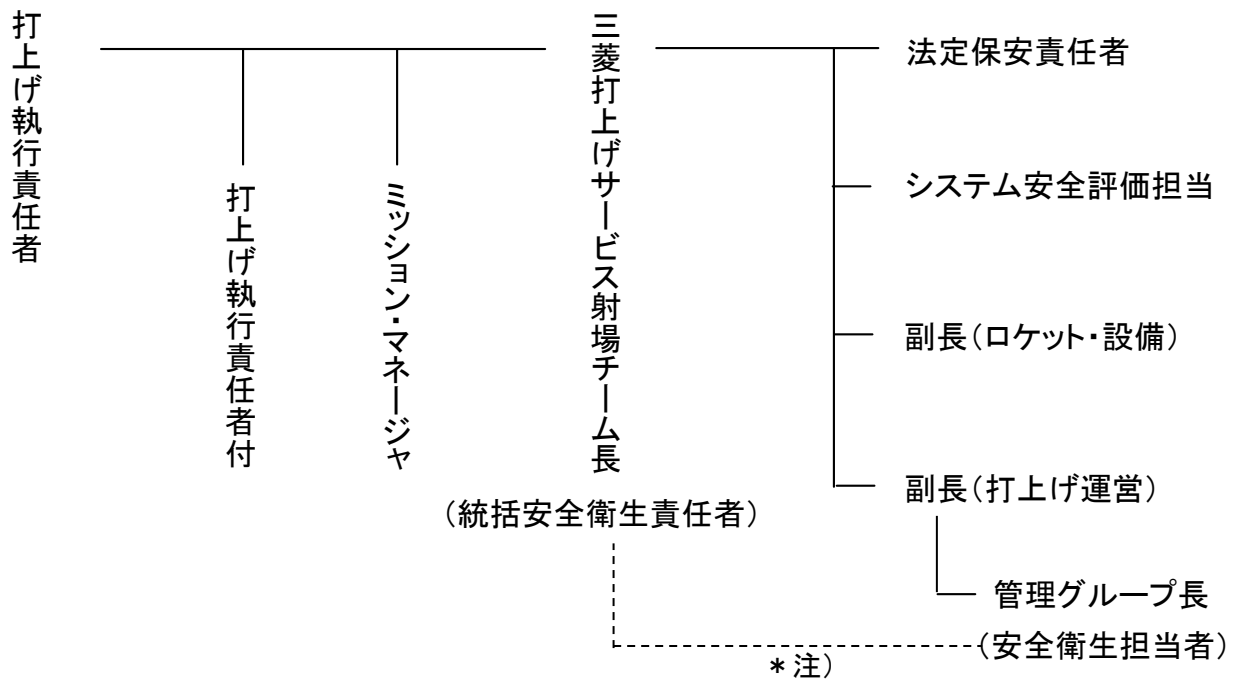 打上げ執行責任者
打上げ執行責任者付
ミッション・マネージャ
三菱打上げサービス射場チーム長
（統括安全衛生責任者）
法定保安責任者
システム安全評価担当
副長（ロケット・設備）
副長（打上げ運営）
管理グループ長
（安全衛生担当者）
＊注）